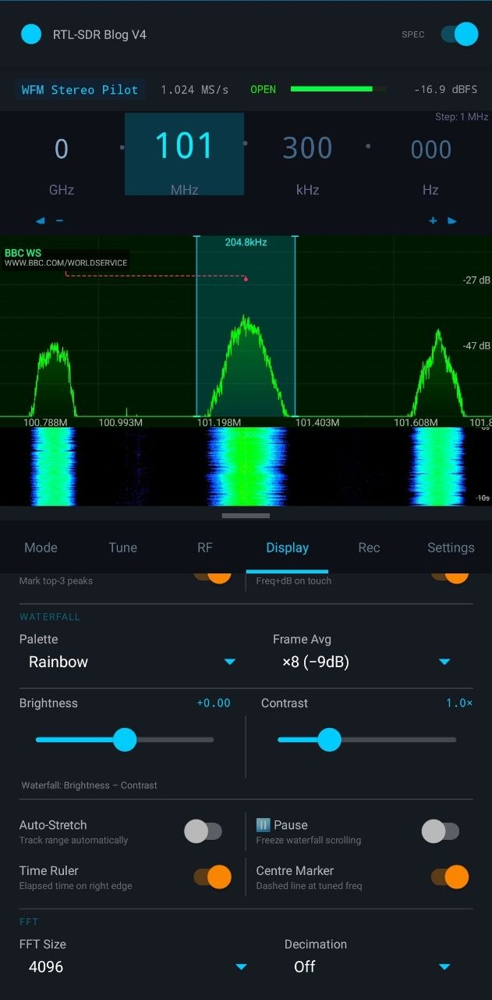 RTL-SDR Blog V4
SPEC
WFM Stereo Pilot 1.024 MS/s OPEN -16.9 dBFS
Step: 1 MHz
0 . 101 . 300 . 000
GHz MHz kHz Hz
◀ − + ▶
204.8kHz
BBC WS
WWW.BBC.COM/WORLDSERVICE
-27 dB
-47 dB
100.788M 100.993M 101.198M 101.403M 101.608M 101.8
10s
Mode Tune RF Display Rec Settings
Mark top-3 peaks Freq+dB on touch
WATERFALL
Palette Frame Avg
Rainbow ×8 (−9dB)
Brightness +0.00 Contrast 1.0×
Waterfall: Brightness – Contrast
Auto-Stretch ⏸ Pause
Track range automatically Freeze waterfall scrolling
Time Ruler Centre Marker
Elapsed time on right edge Dashed line at tuned freq
FFT
FFT Size Decimation
4096 Off